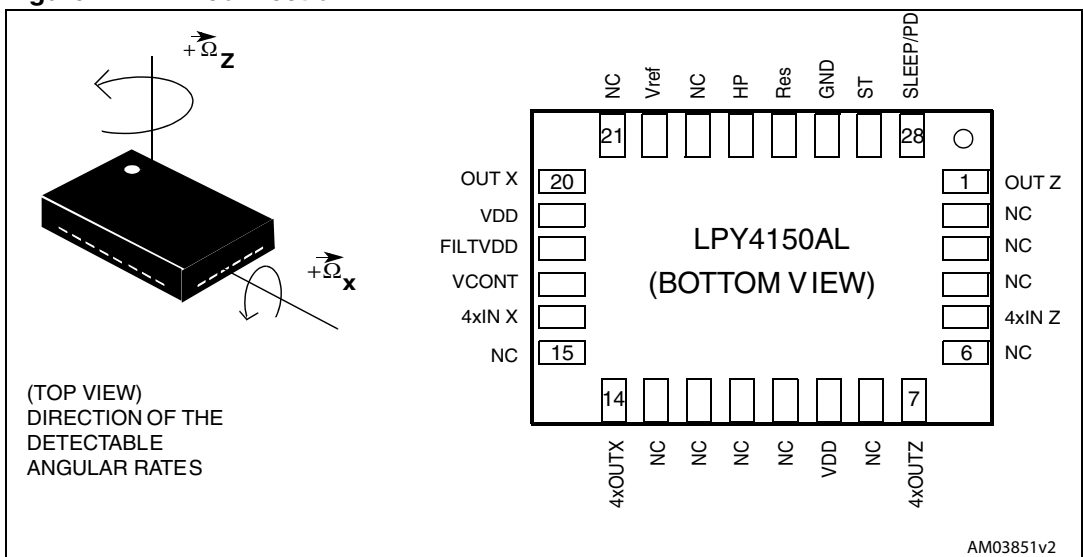 +Ω Z
+Ω x
(TOP VIEW)
DIRECTION OF THE
DETECTABLE
ANGULAR RATES
NC Vref NC HP Res GND ST SLEEP/PD
21 28
OUT X 20 1 OUT Z
VDD NC
FILTVDD NC
LPY4150AL
VCONT NC
(BOTTOM VIEW)
4xIN X 4xIN Z
NC 15 6 NC
14 7
4xOUTX NC NC NC NC VDD NC 4xOUTZ
AM03851v2